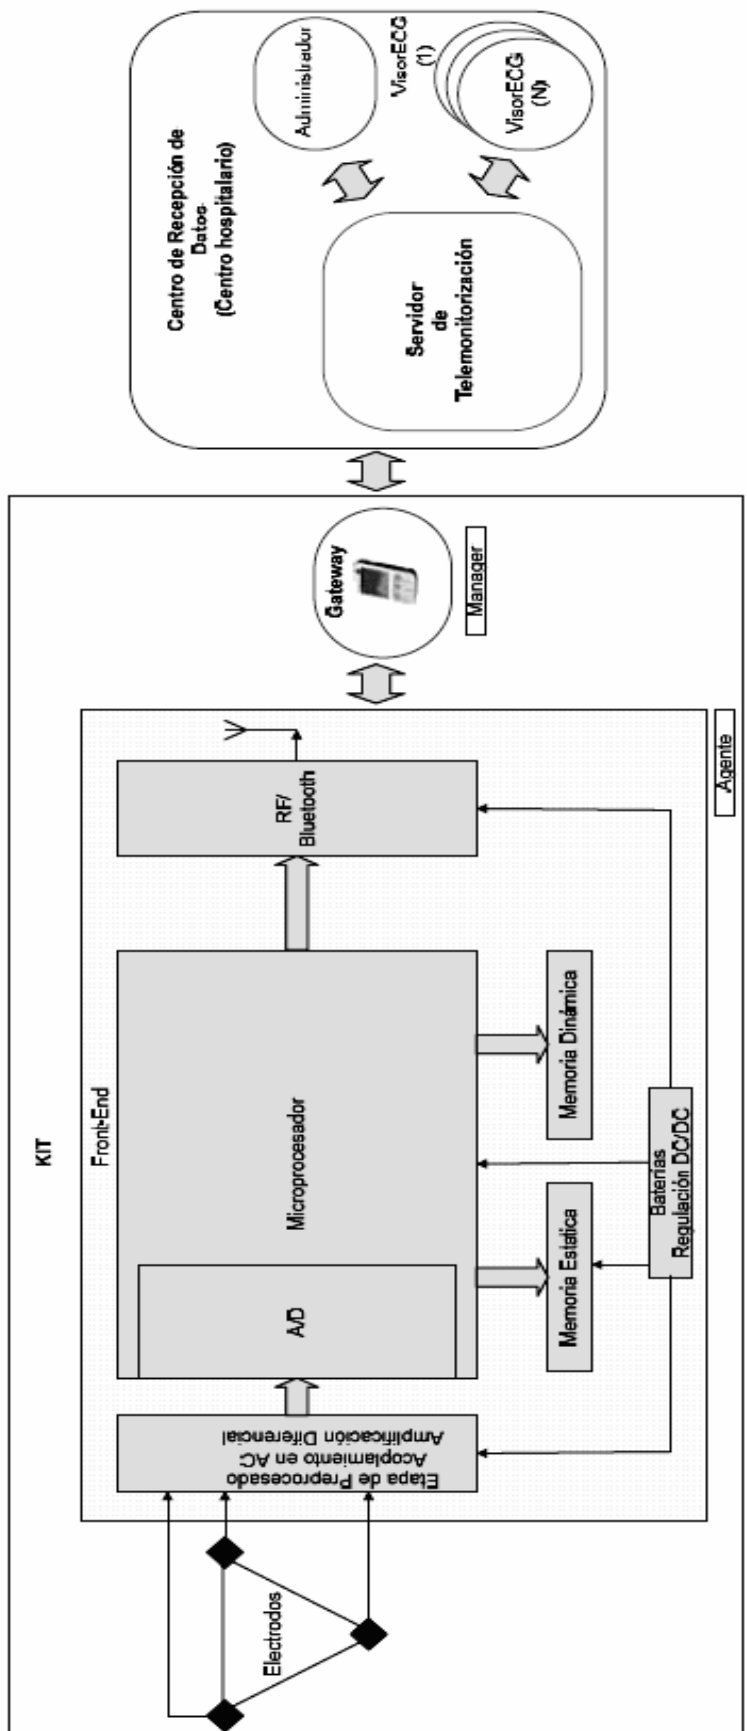 KIT
Front-End
Electrodos
Etapa de Preprocesado
Acoplamiento en AC
Amplificación Diferencial
A/D
Microprocesador
RF/
Bluetooth
Memoria Estatica
Memoria Dinámica
Baterías
Regulación DC/DC
Agente
Gateway
Manager
Centro de Recepción de
Datos
(Centro hospitalario)
Servidor
de
Telemonitorización
Administrador
VisorECG
(1)
VisorECG
(N)